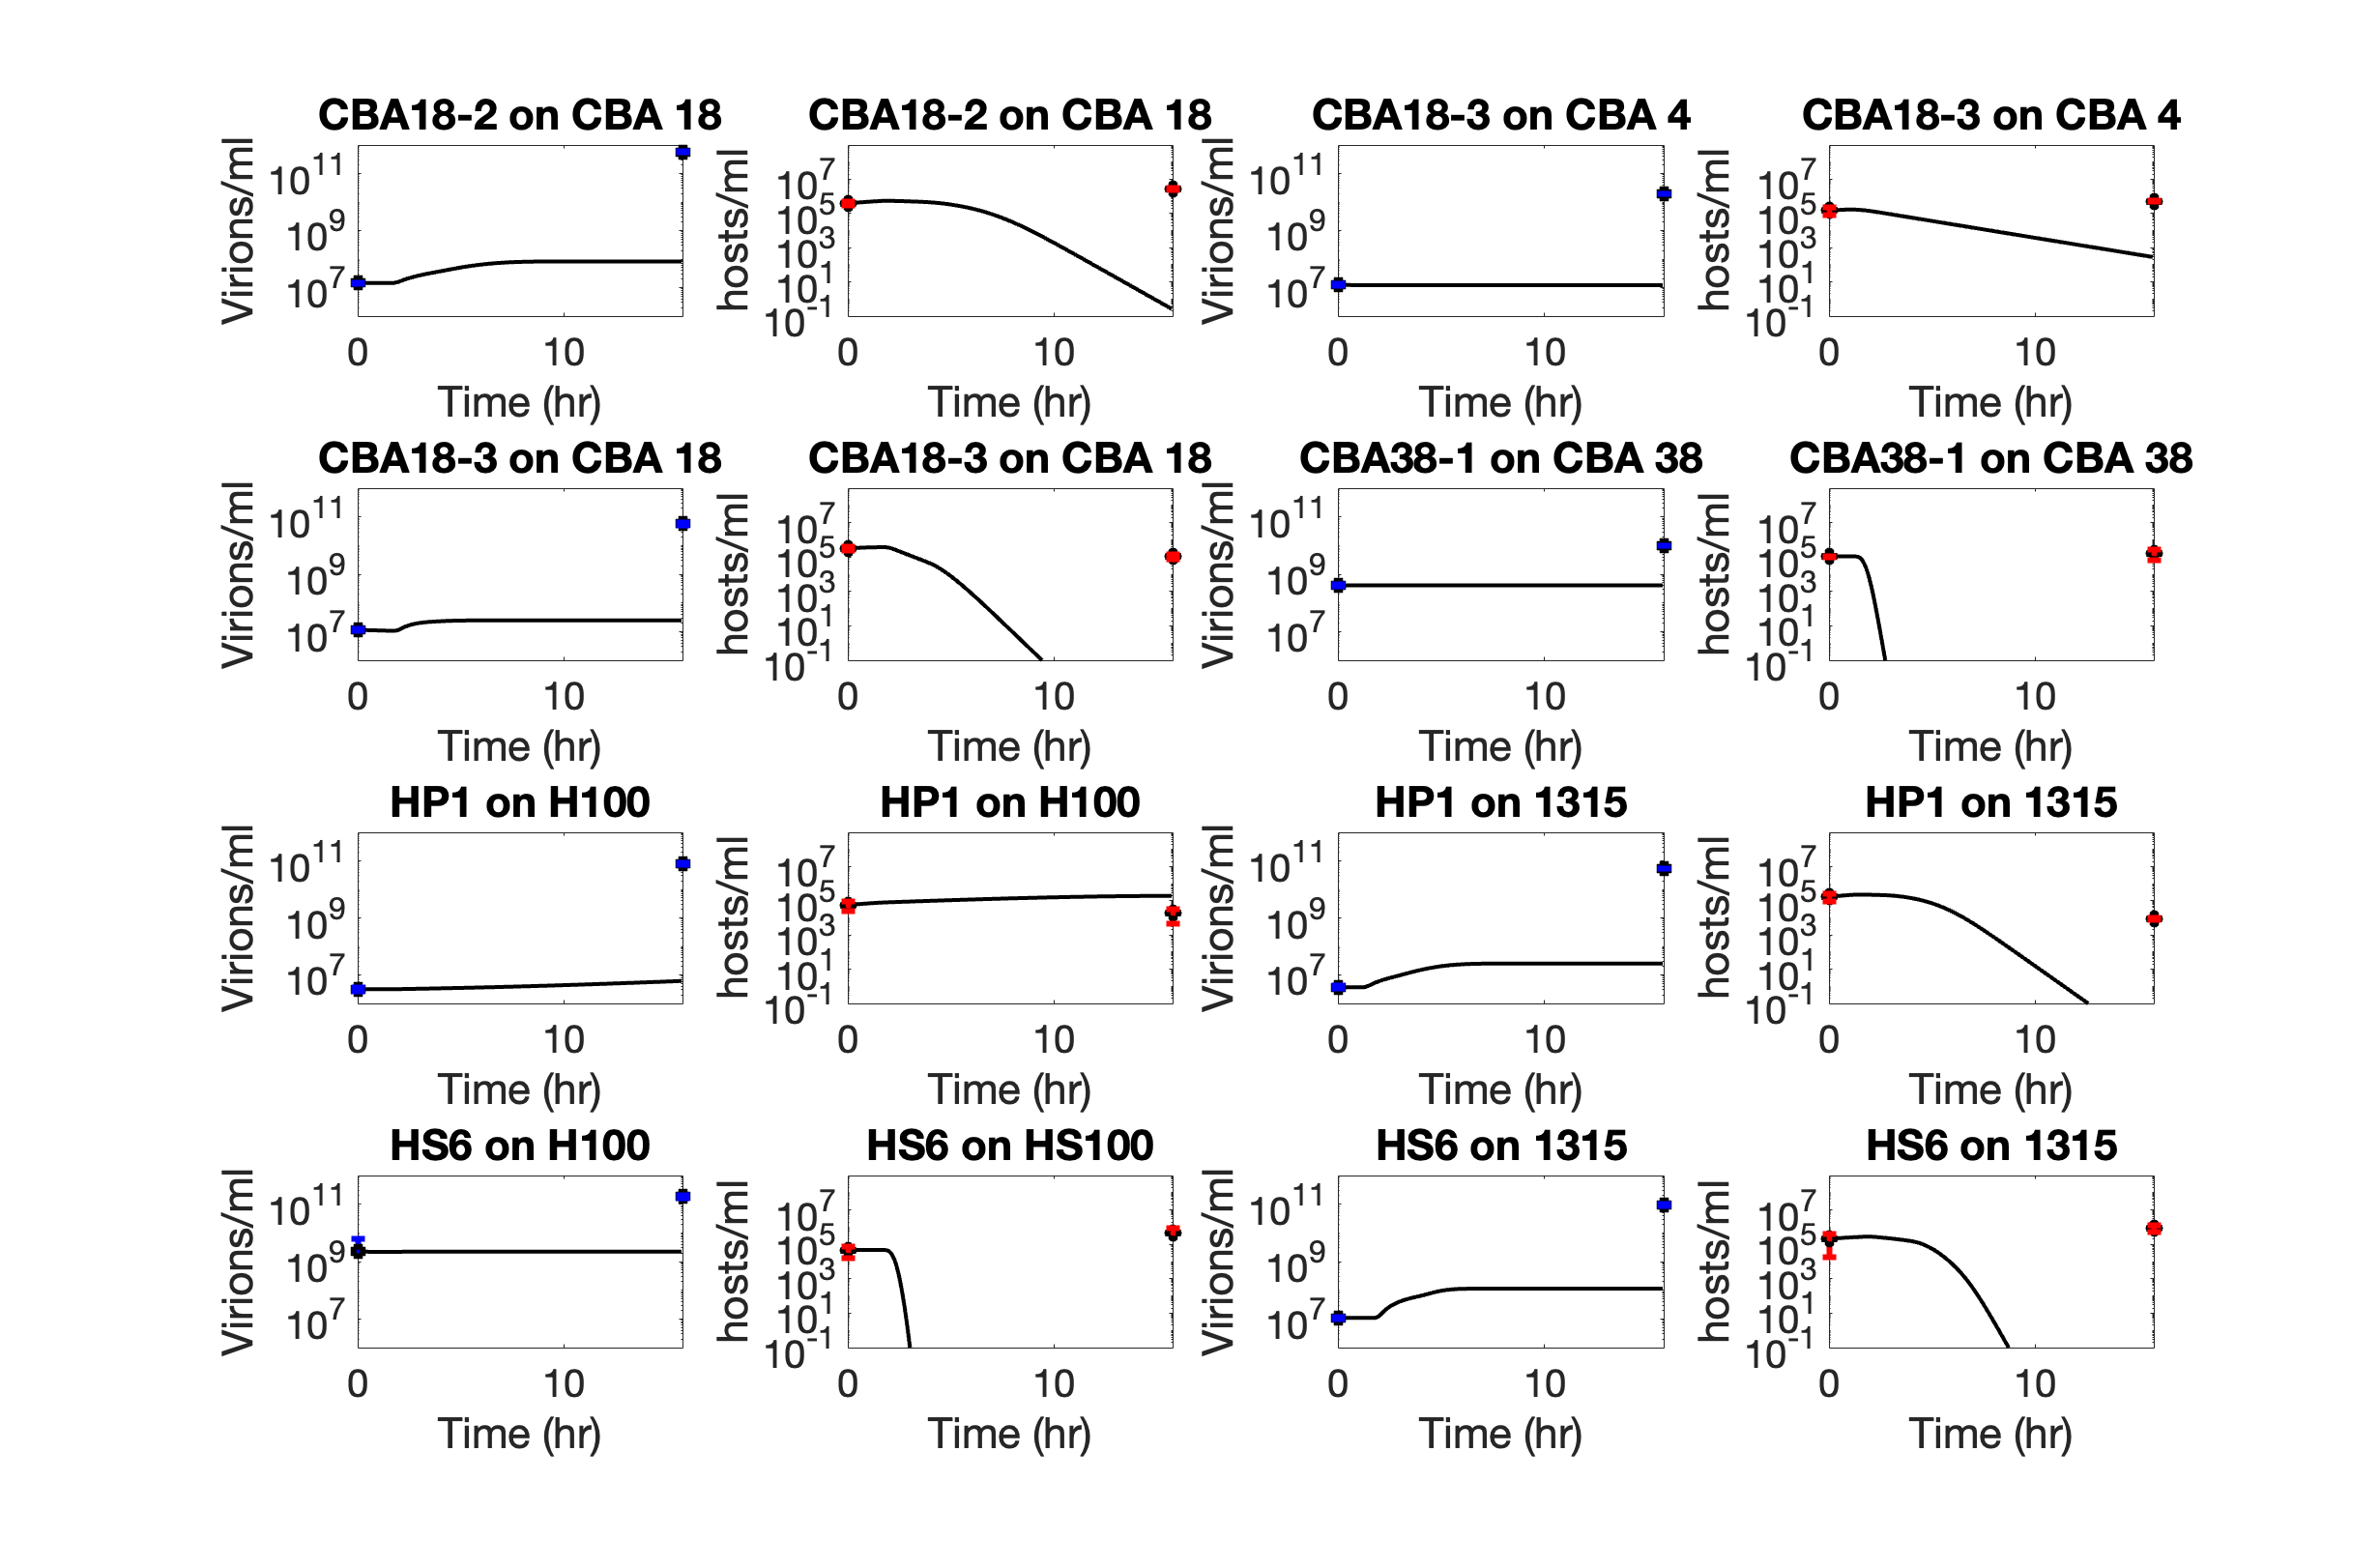 CBA18-2 on CBA 18
Virions/ml
10^11
10^9
10^7
0 10
Time (hr)
CBA18-2 on CBA 18
hosts/ml
10^7
10^5
10^3
10^1
10^-1
0 10
Time (hr)
CBA18-3 on CBA 4
Virions/ml
10^11
10^9
10^7
0 10
Time (hr)
CBA18-3 on CBA 4
hosts/ml
10^7
10^5
10^3
10^1
10^-1
0 10
Time (hr)
CBA18-3 on CBA 18
Virions/ml
10^11
10^9
10^7
0 10
Time (hr)
CBA18-3 on CBA 18
hosts/ml
10^7
10^5
10^3
10^1
10^-1
0 10
Time (hr)
CBA38-1 on CBA 38
Virions/ml
10^11
10^9
10^7
0 10
Time (hr)
CBA38-1 on CBA 38
hosts/ml
10^7
10^5
10^3
10^1
10^-1
0 10
Time (hr)
HP1 on H100
Virions/ml
10^11
10^9
10^7
0 10
Time (hr)
HP1 on H100
hosts/ml
10^7
10^5
10^3
10^1
10^-1
0 10
Time (hr)
HP1 on 1315
Virions/ml
10^11
10^9
10^7
0 10
Time (hr)
HP1 on 1315
hosts/ml
10^7
10^5
10^3
10^1
10^-1
0 10
Time (hr)
HS6 on H100
Virions/ml
10^11
10^9
10^7
0 10
Time (hr)
HS6 on HS100
hosts/ml
10^7
10^5
10^3
10^1
10^-1
0 10
Time (hr)
HS6 on 1315
Virions/ml
10^11
10^9
10^7
0 10
Time (hr)
HS6 on 1315
hosts/ml
10^7
10^5
10^3
10^1
10^-1
0 10
Time (hr)